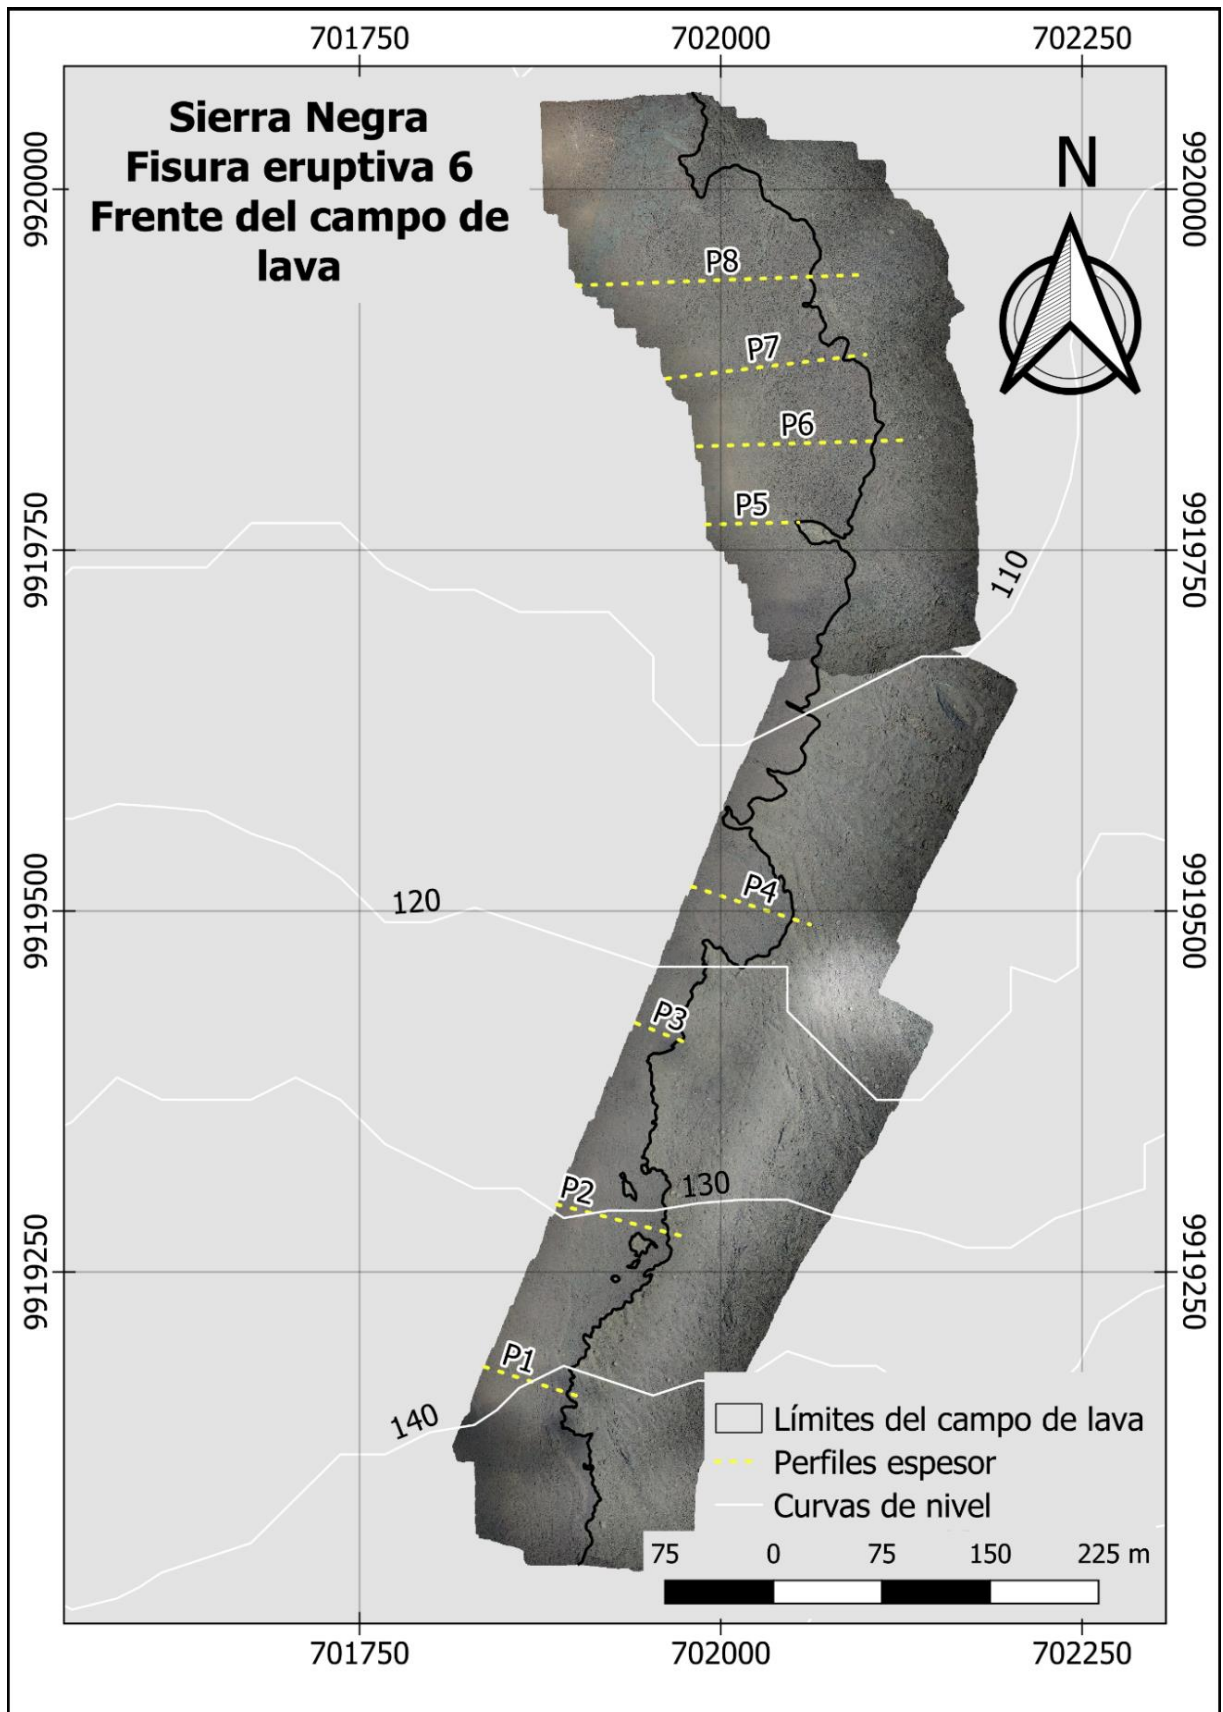 701750 702000 702250
Sierra Negra
Fisura eruptiva 6
Frente del campo de
lava
N
9920000
9920000
P8
P7
P6
P5
9919750
9919750
110
P4
120
9919500
9919500
P3
P2
130
9919250
9919250
P1
140
Límites del campo de lava
Perfiles espesor
Curvas de nivel
75 0 75 150 225 m
701750 702000 702250